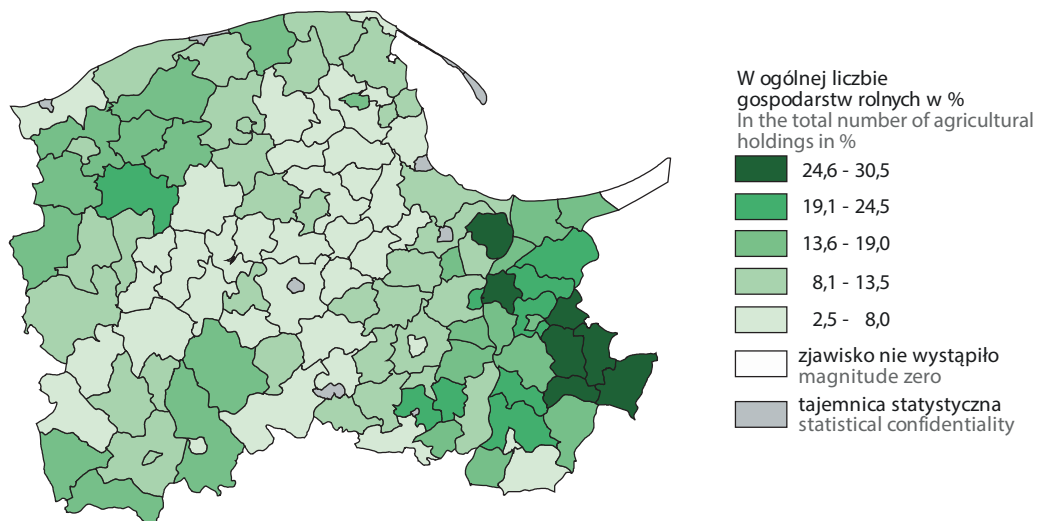 W ogólnej liczbie
gospodarstw rolnych w %
In the total number of agricultural
holdings in %
24,6 - 30,5
19,1 - 24,5
13,6 - 19,0
8,1 - 13,5
2,5 - 8,0
zjawisko nie wystąpiło
magnitude zero
tajemnica statystyczna
statistical confidentiality